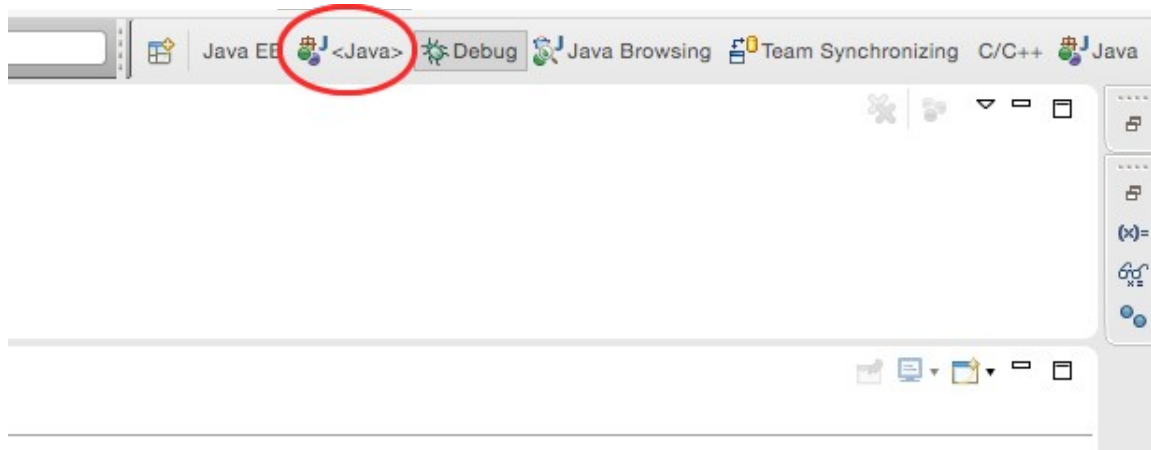 Java EE <Java> Debug Java Browsing Team Synchronizing C/C++ Java
(x)=